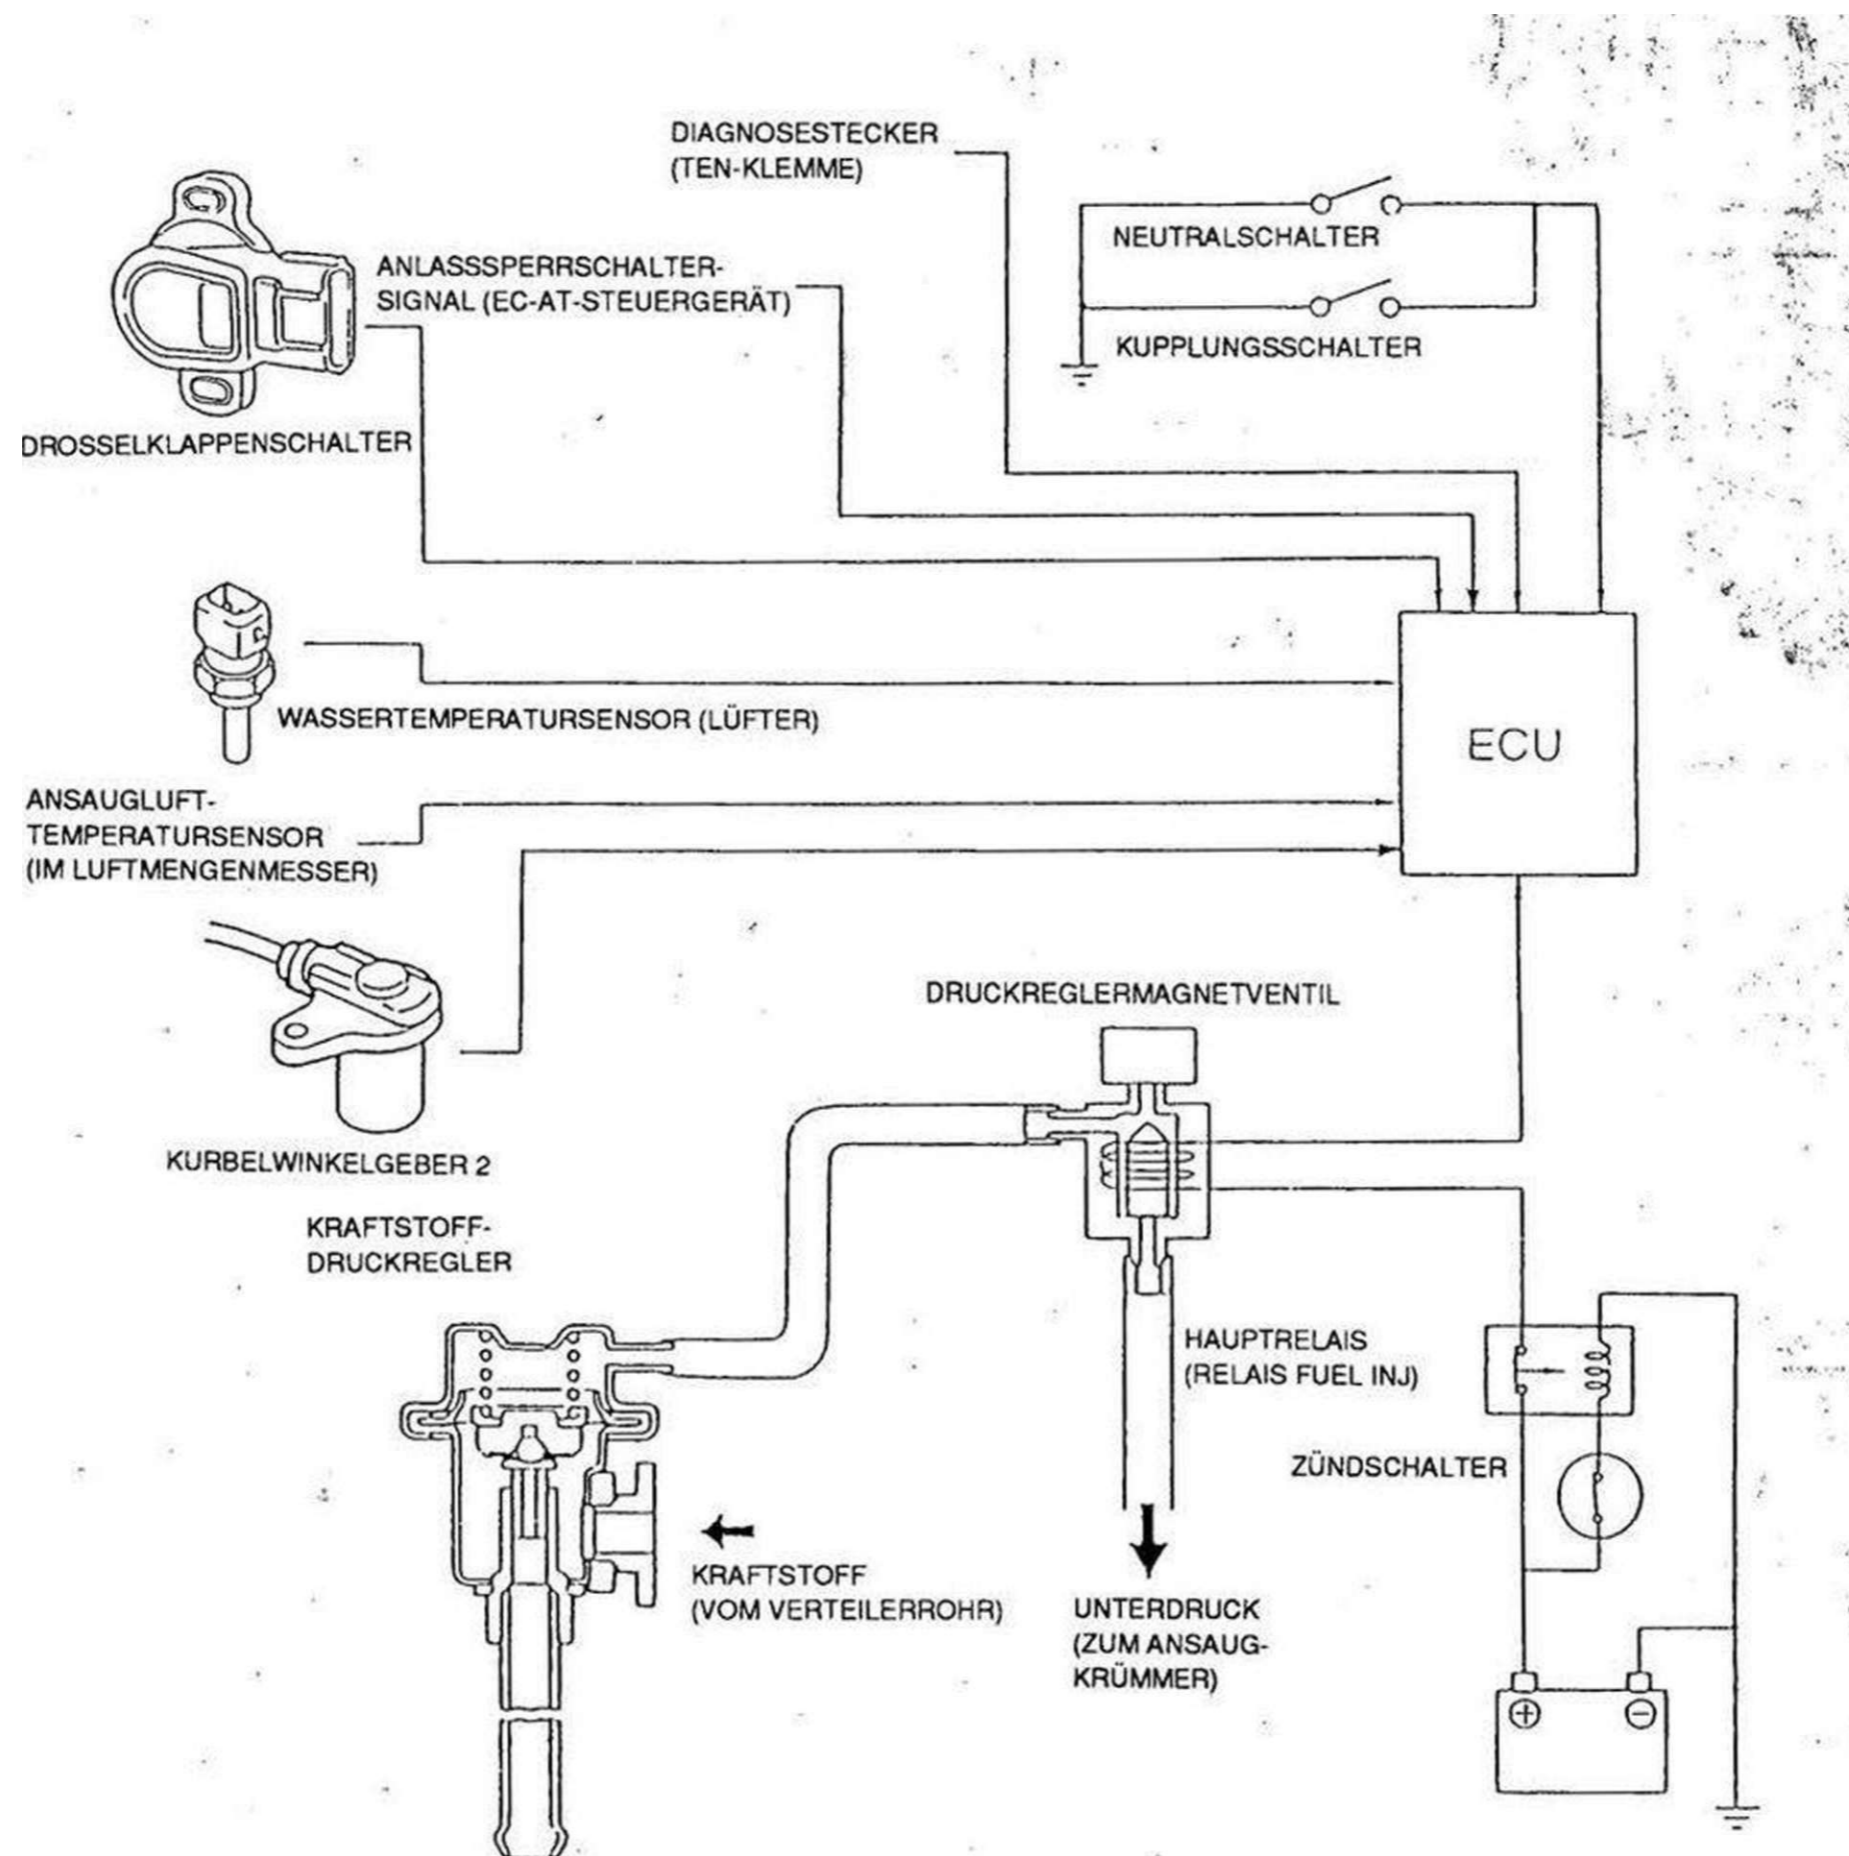 DIAGNOSESTECKER
(TEN-KLEMME)
NEUTRALSCHALTER
ANLASSSPERRSCHALTER-
SIGNAL (EC-AT-STEUERGERÄT)
KUPPLUNGSSCHALTER
DROSSELKLAPPENSCHALTER
WASSERTEMPERATURSENSOR (LÜFTER)
ECU
ANSAUGLUFT-
TEMPERATURSENSOR
(IM LUFTMENGENMESSER)
DRUCKREGLERMAGNETVENTIL
KURBELWINKELGEBER 2
KRAFTSTOFF-
DRUCKREGLER
HAUPTRELAIS
(RELAIS FUEL INJ)
ZÜNDSCHALTER
KRAFTSTOFF
(VOM VERTEILERROHR)
UNTERDRUCK
(ZUM ANSAUG-
KRÜMMER)
+ −